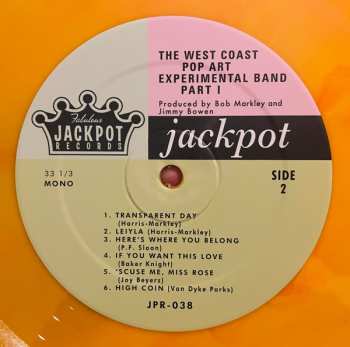 THE WEST COAST
POP ART
EXPERIMENTAL BAND
PART I
Produced by Bob Markley and
Jimmy Bowen
Fabulous
JACKPOT
RECORDS
jackpot
33 1/3
MONO
SIDE
2
1. TRANSPARENT DAY
(Harris-Markley)
2. LEIYLA (Harris-Markley)
3. HERE'S WHERE YOU BELONG
(P.F. Sloan)
4. IF YOU WANT THIS LOVE
(Baker Knight)
5. 'SCUSE ME, MISS ROSE
(Joy Beyers)
6. HIGH COIN (Van Dyke Parks)
JPR-038